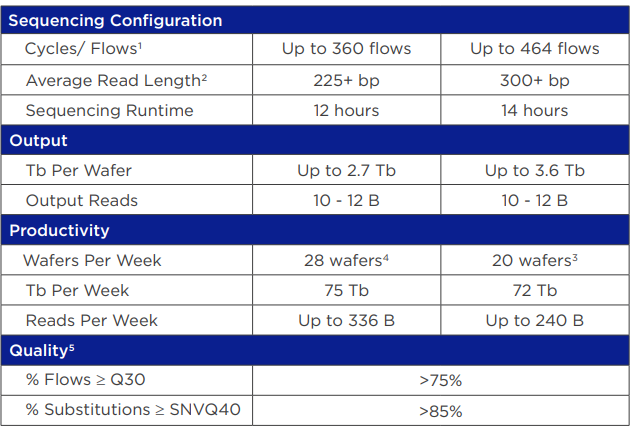 Sequencing Configuration
Cycles/ Flows¹ Up to 360 flows Up to 464 flows
Average Read Length² 225+ bp 300+ bp
Sequencing Runtime 12 hours 14 hours
Output
Tb Per Wafer Up to 2.7 Tb Up to 3.6 Tb
Output Reads 10 - 12 B 10 - 12 B
Productivity
Wafers Per Week 28 wafers⁴ 20 wafers³
Tb Per Week 75 Tb 72 Tb
Reads Per Week Up to 336 B Up to 240 B
Quality⁵
% Flows ≥ Q30 >75%
% Substitutions ≥ SNVQ40 >85%